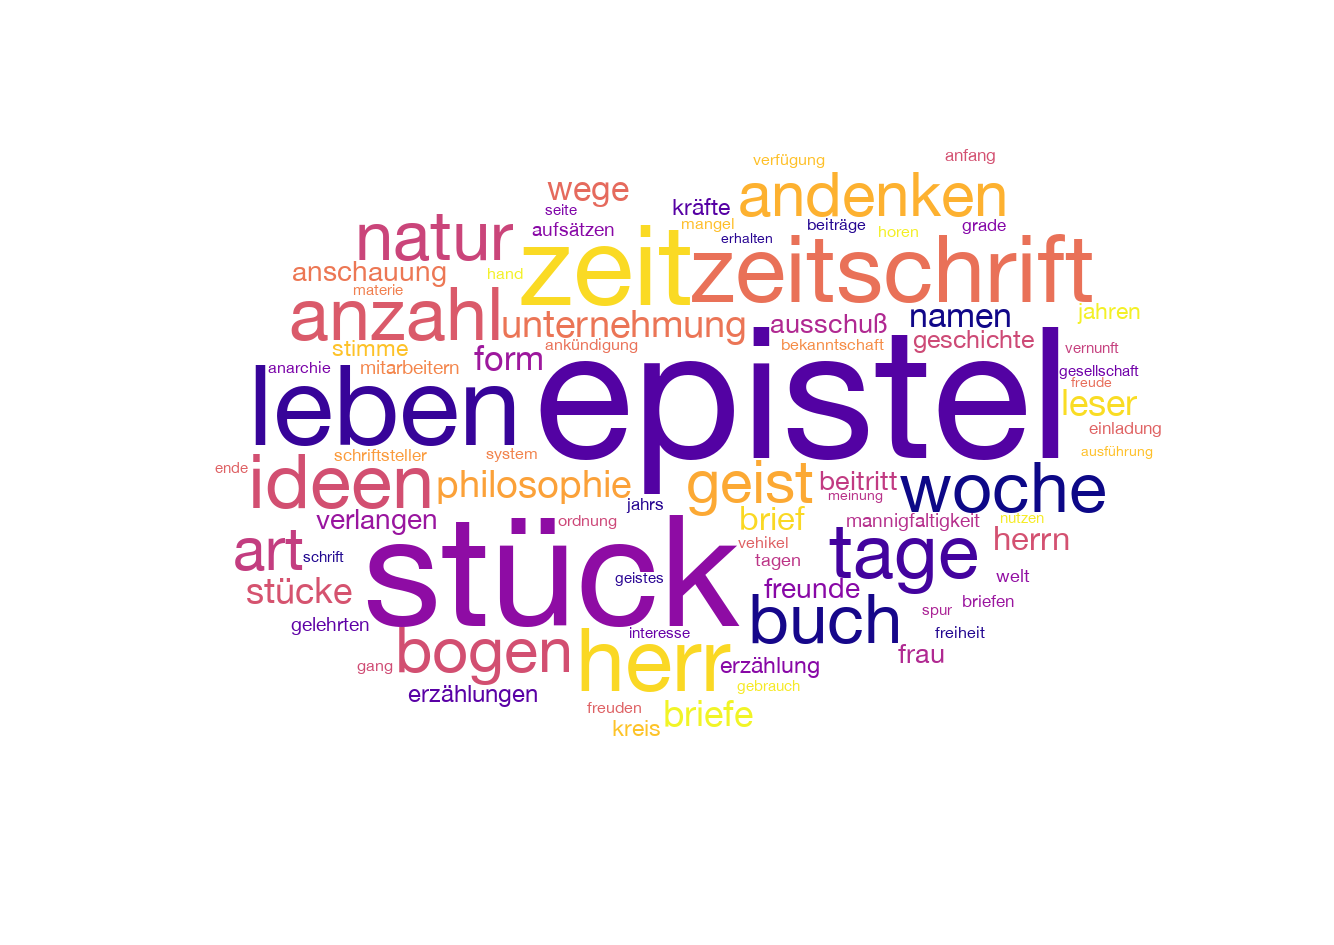 verfügung anfang
wege kräfte andenken
seite mangel beiträge grade
natur aufsätzen erhalten horen
zeit zeitschrift
anschauung hand
materie
anzahl unternehmung ausschuß namen jahren
stimme form ankündigung bekanntschaft geschichte vernunft
anarchie mitarbeitern gesellschaft
freude
leben epistel leser
einladung
schriftsteller system ausführung
ende ideen philosophie geist beitritt woche
meinung
jahrs
verlangen ordnung brief mannigfaltigkeit nutzen
art schrift stück vehikel tage herrn
tagen
stücke geistes freunde welt
gelehrten buch spur briefen
bogen herr interesse freiheit
gang erzählung frau
erzählungen gebrauch
freuden briefe
kreis